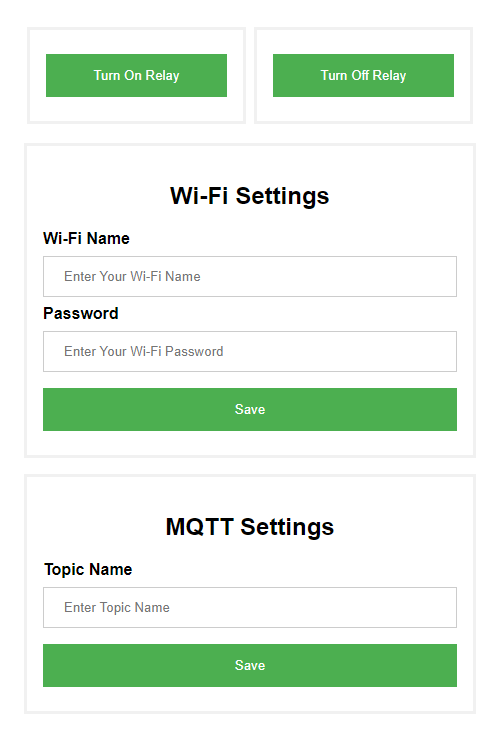 Turn On Relay
Turn Off Relay
Wi-Fi Settings
Wi-Fi Name
Enter Your Wi-Fi Name
Password
Enter Your Wi-Fi Password
Save
MQTT Settings
Topic Name
Enter Topic Name
Save